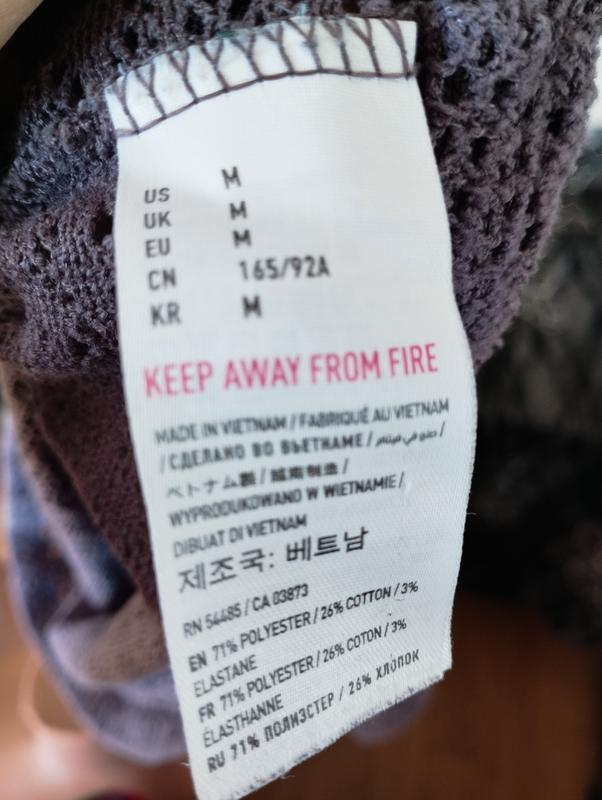 US M
UK M
EU M
CN 165/92A
KR M
KEEP AWAY FROM FIRE
MADE IN VIETNAM / FABRIQUÉ AU VIETNAM
/ СДЕЛАНО ВО ВЬЕТНАМЕ / صنع في فيتنام /
ベトナム製 / 越南制造 /
WYPRODUKOWANO W WIETNAMIE /
DIBUAT DI VIETNAM
제조국: 베트남
RN 54485 / CA 03873
EN 71% POLYESTER / 26% COTTON / 3%
ELASTANE
FR 71% POLYESTER / 26% COTON / 3%
ÉLASTHANNE
RU 71% ПОЛИЭСТЕР / 26% ХЛОПОК